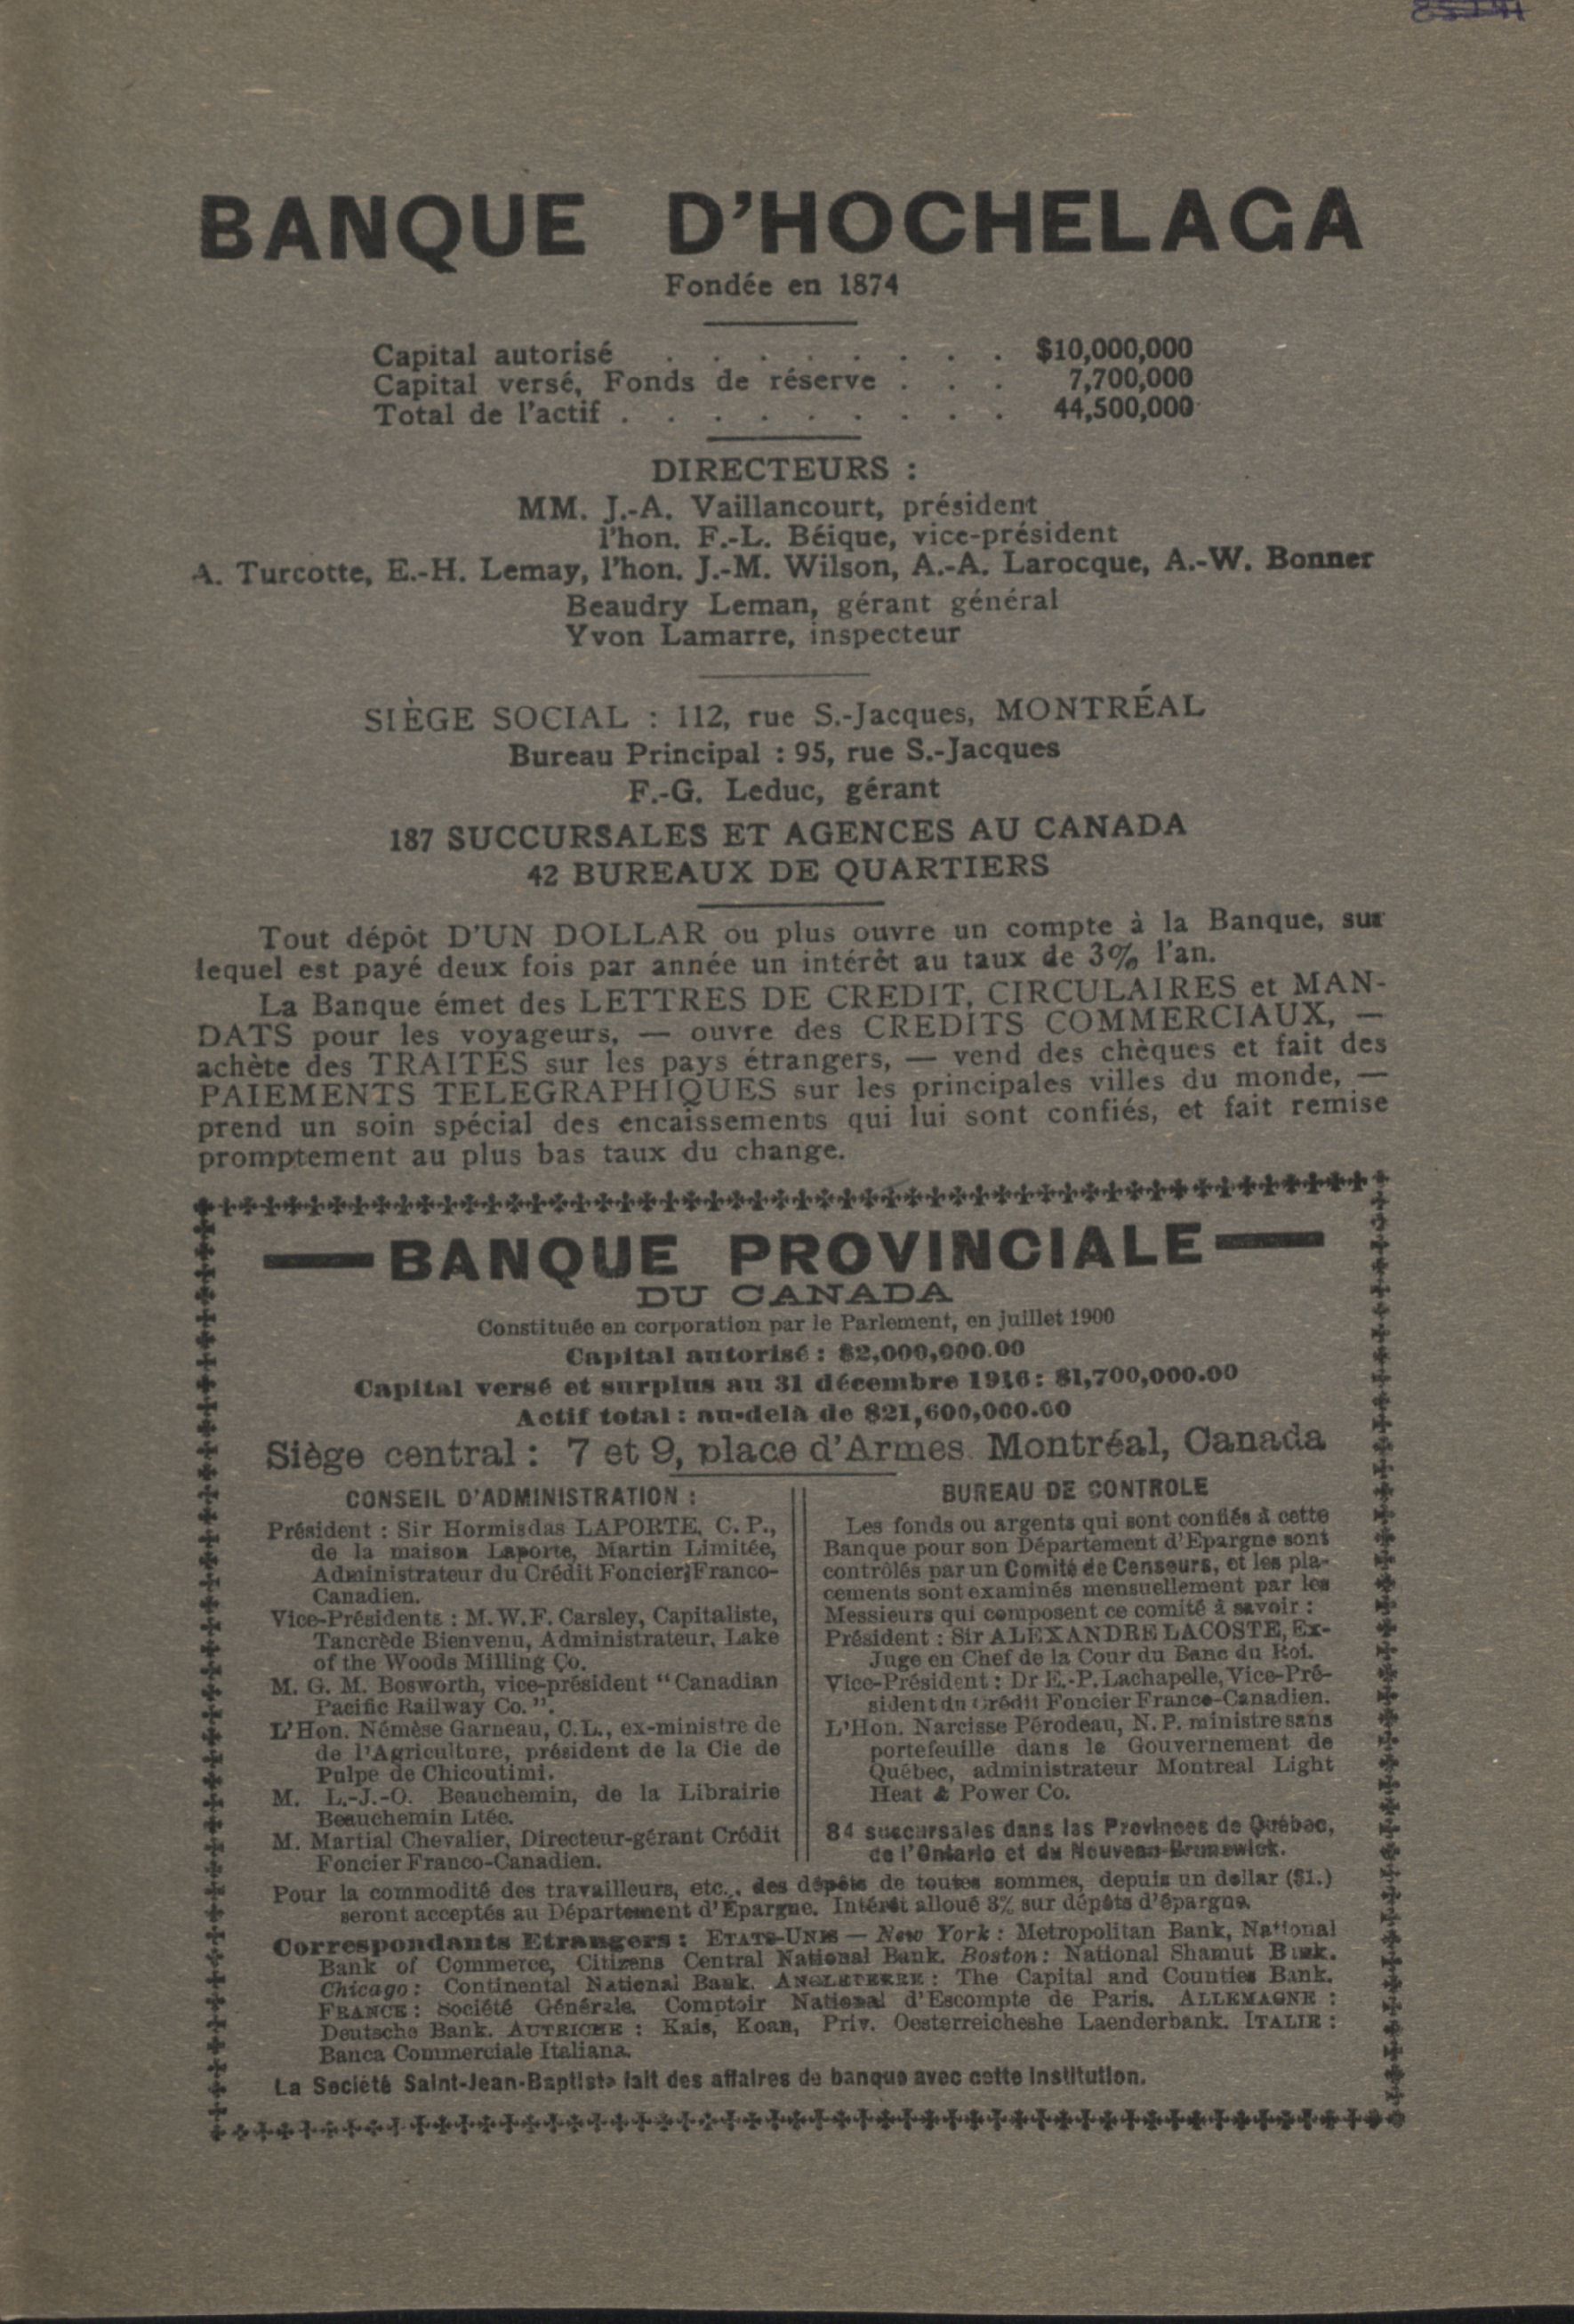 BANQUE D'HOCHELAGA
Fondée en 1874
Capital autorisé . . . . . . . . $10,000,000
Capital versé, Fonds de réserve . . . 7,700,000
Total de l'actif . . . . . . . . . 44,500,000
DIRECTEURS :
MM. J.-A. Vaillancourt, président
l'hon. F.-L. Béique, vice-président
A. Turcotte, E.-H. Lemay, l'hon. J.-M. Wilson, A.-A. Larocque, A.-W. Bonner
Beaudry Leman, gérant général
Yvon Lamarre, inspecteur
SIÈGE SOCIAL : 112, rue S.-Jacques, MONTRÉAL
Bureau Principal : 95, rue S.-Jacques
F.-G. Leduc, gérant
187 SUCCURSALES ET AGENCES AU CANADA
42 BUREAUX DE QUARTIERS
Tout dépôt D'UN DOLLAR ou plus ouvre un compte à la Banque, sur
lequel est payé deux fois par année un intérêt au taux de 3% l'an.
La Banque émet des LETTRES DE CREDIT, CIRCULAIRES et MAN-
DATS pour les voyageurs, — ouvre des CREDITS COMMERCIAUX, —
achète des TRAITES sur les pays étrangers, — vend des chèques et fait des
PAIEMENTS TELEGRAPHIQUES sur les principales villes du monde, —
prend un soin spécial des encaissements qui lui sont confiés, et fait remise
promptement au plus bas taux du change.
BANQUE PROVINCIALE
DU CANADA
Constituée en corporation par le Parlement, en juillet 1900
Capital autorisé : $2,000,000.00
Capital versé et surplus au 31 décembre 1916: $1,700,000.00
Actif total : au-delà de $21,600,000.00
Siège central : 7 et 9, place d'Armes. Montréal, Canada
CONSEIL D'ADMINISTRATION :
Président : Sir Hormisdas LAPORTE, C. P.,
de la maison Laporte, Martin Limitée,
Administrateur du Crédit Foncier Franco-
Canadien.
Vice-Présidents : M. W. F. Carsley, Capitaliste,
Tancrède Bienvenu, Administrateur, Lake
of the Woods Milling Co.
M. G. M. Bosworth, vice-président "Canadian
Pacific Railway Co.".
L'Hon. Némèse Garneau, C. L., ex-ministre de
de l'Agriculture, président de la Cie de
Pulpe de Chicoutimi.
M. L.-J.-O. Beauchemin, de la Librairie
Beauchemin Ltée.
M. Martial Chevalier, Directeur-gérant Crédit
Foncier Franco-Canadien.
BUREAU DE CONTROLE
Les fonds ou argents qui sont confiés à cette
Banque pour son Département d'Epargne sont
contrôlés par un Comité de Censeurs, et les pla-
cements sont examinés mensuellement par les
Messieurs qui composent ce comité à savoir :
Président : Sir ALEXANDRE LACOSTE, Ex-
Juge en Chef de la Cour du Banc du Roi.
Vice-Président : Dr E.-P. Lachapelle, Vice-Pré-
sident du Crédit Foncier Franco-Canadien.
L'Hon. Narcisse Pérodeau, N. P. ministre sans
portefeuille dans le Gouvernement de
Québec, administrateur Montreal Light
Heat & Power Co.
84 succursales dans las Provinces de Québec,
de l'Ontario et du Nouveau-Brunswick.
Pour la commodité des travailleurs, etc., des dépôts de toutes sommes, depuis un dollar ($1.)
seront acceptés au Département d'Epargne. Intérêt alloué 3% sur dépôts d'épargne.
Correspondants Etrangers : ETATS-UNIS — New York : Metropolitan Bank, National
Bank of Commerce, Citizens Central National Bank. Boston : National Shamut Bank.
Chicago : Continental National Bank. ANGLETERRE : The Capital and Counties Bank.
FRANCE : Société Générale. Comptoir National d'Escompte de Paris. ALLEMAGNE :
Deutsche Bank. AUTRICHE : Kais, Koan, Priv. Oesterreicheshe Laenderbank. ITALIE :
Banca Commerciale Italiana.
La Société Saint-Jean-Baptiste fait des affaires de banque avec cette institution.